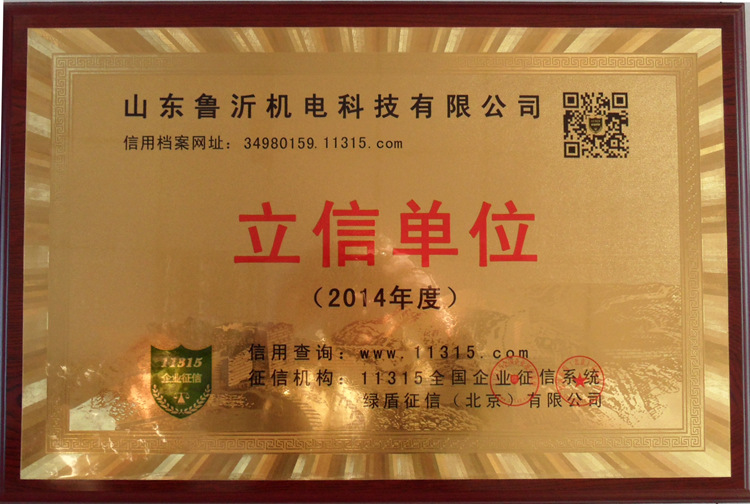 山东鲁沂机电科技有限公司
信用档案网址：34980159.11315.com
立信单位
（2014年度）
信用查询：www.11315.com
征信机构：11315全国企业征信系统
绿盾征信（北京）有限公司
11315
企业征信